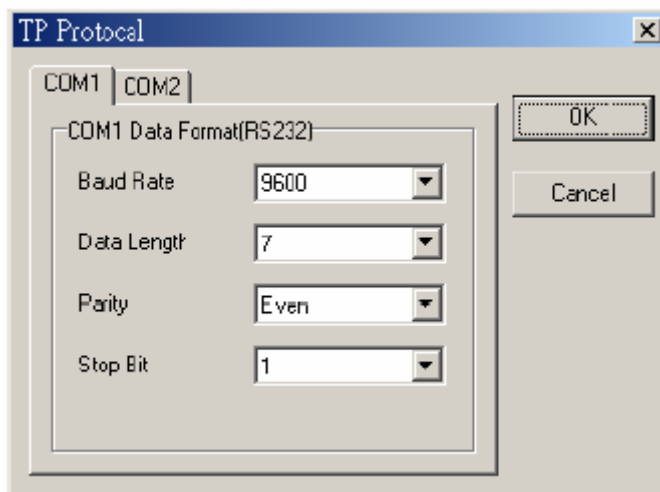 TP Protocal
COM1 COM2
COM1 Data Format(RS232)
Baud Rate 9600
Data Length 7
Parity Even
Stop Bit 1
OK
Cancel